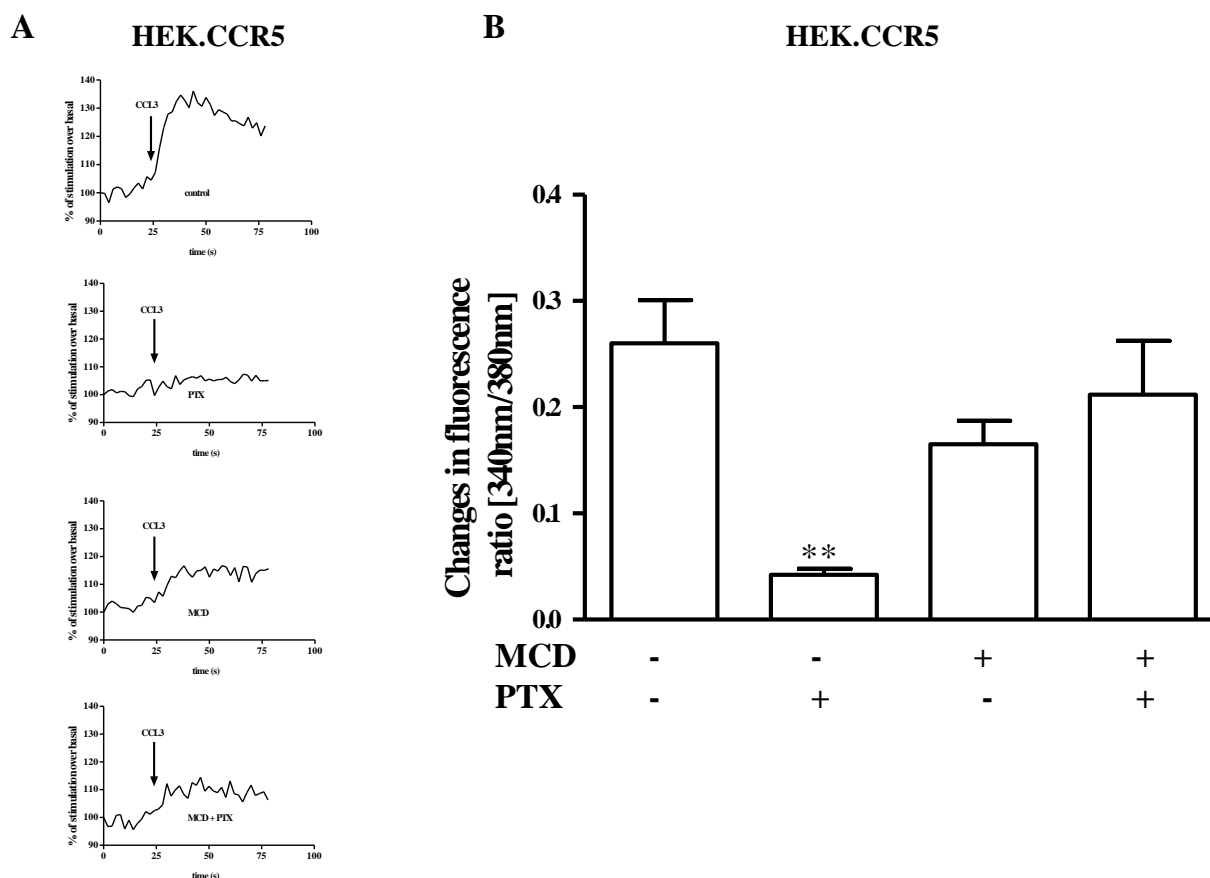 A
HEK.CCR5
140
130
120
110
100
90
0
25
50
75
100
% of stimulation over basal
CCL3
control
time (s)
140
130
120
110
100
90
0
25
50
75
100
% of stimulation over basal
CCL3
PTX
time (s)
140
130
120
110
100
90
0
25
50
75
100
% of stimulation over basal
CCL3
MCD
time (s)
140
130
120
110
100
90
0
25
50
75
100
% of stimulation over basal
CCL3
MCD + PTX
time (s)
B
HEK.CCR5
0.4
0.3
0.2
0.1
0.0
Changes in fluorescence
ratio [340nm/380nm]
**
MCD - - + +
PTX - + - +